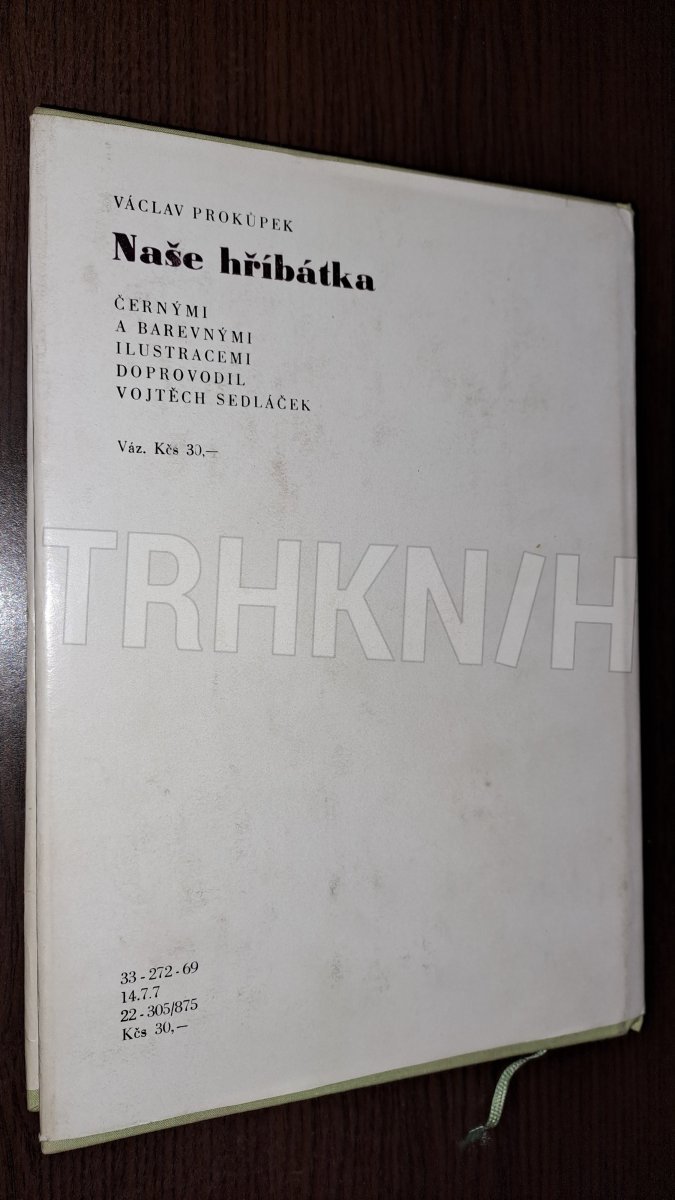 VÁCLAV PROKŮPEK
Naše hříbátka
ČERNÝMI
A BAREVNÝMI
ILUSTRACEMI
DOPROVODIL
VOJTĚCH SEDLÁČEK
Váz. Kčs 30,—
TRHKNIH
33-272-69
14.7.7
22-305/875
Kčs 30,—